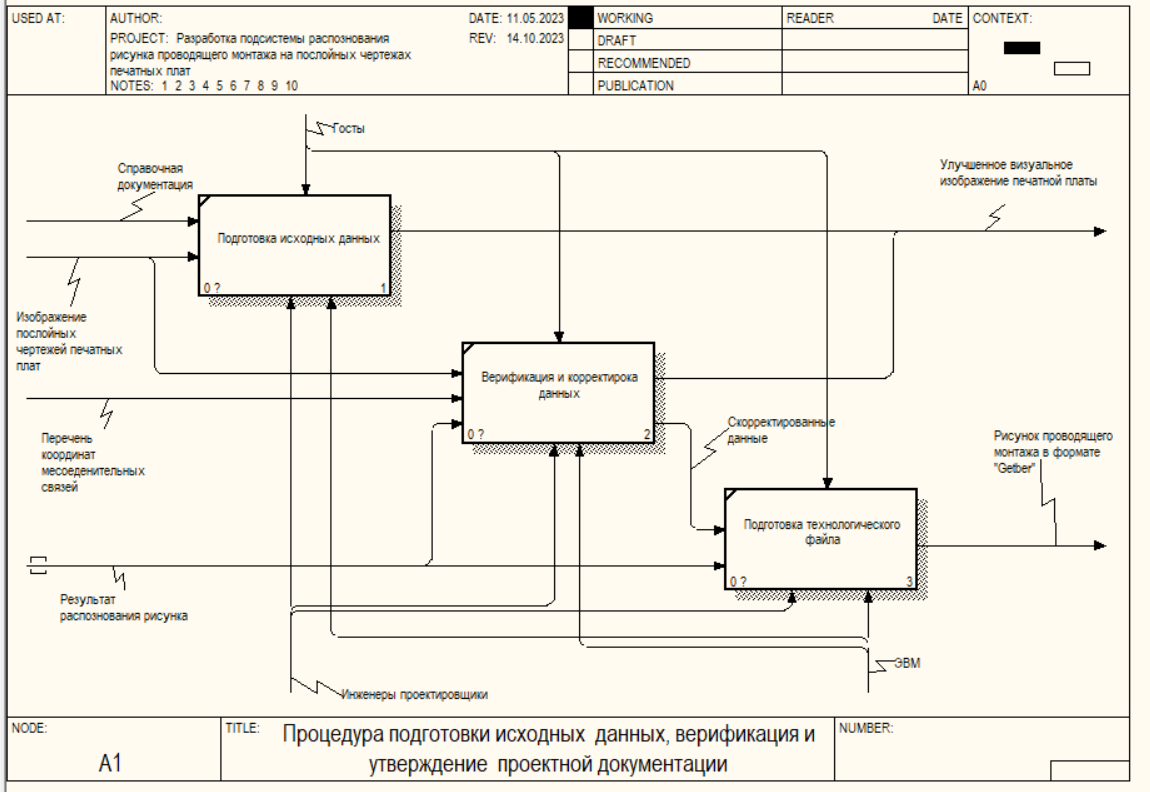 USED AT:
AUTHOR:
DATE: 11.05.2023
PROJECT: Разработка подсистемы распознования
рисунка проводящего монтажа на послойных чертежах
печатных плат
REV: 14.10.2023
NOTES: 1 2 3 4 5 6 7 8 9 10
WORKING
DRAFT
RECOMMENDED
PUBLICATION
READER
DATE
CONTEXT:
A0
Госты
Справочная
документация
Улучшенное визуальное
изображение печатной платы
Подготовка исходных данных
0 ?
1
Изображение
послойных
чертежей печатных
плат
Верификация и корректирока
данных
0 ?
2
Скорректированные
данные
Перечень
координат
месоеденительных
связей
Рисунок проводящего
монтажа в формате
"Getber"
Подготовка технологического
файла
0 ?
3
Результат
распознования рисунка
ЭВМ
Инженеры проектировщики
NODE:
A1
TITLE:
Процедура подготовки исходных данных, верификация и
утверждение проектной документации
NUMBER: